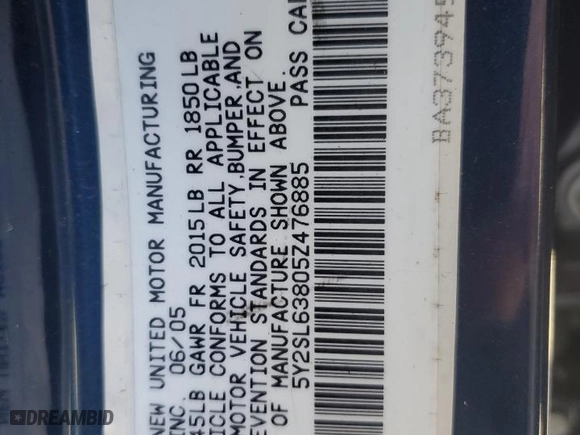 NEW UNITED MOTOR MANUFACTURING
INC. 06/05
45LB GAWR FR 2015LB RR 1850LB
ICLE CONFORMS TO ALL APPLICABLE
MOTOR VEHICLE SAFETY,BUMPER,AND
EVENTION STANDARDS IN EFFECT ON
OF MANUFACTURE SHOWN ABOVE.
5Y2SL63805Z476885 PASS CAR
BA373945
DREAMBID